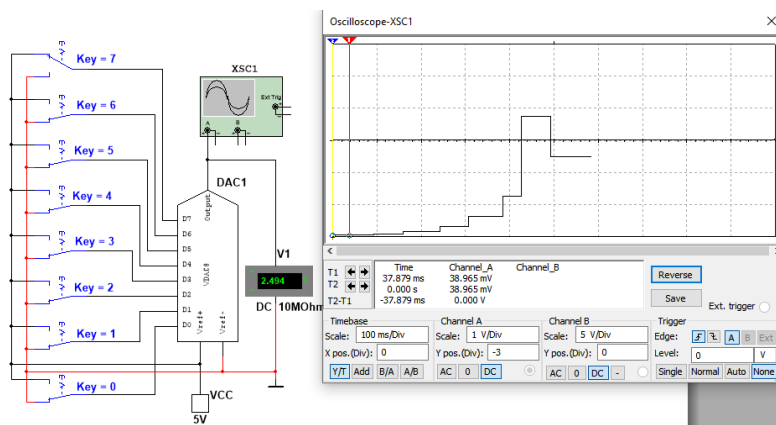 Oscilloscope-XSC1
Key = 7
XSC1
Ext Trig
+
-
A
B
+ -
+ -
Key = 6
Key = 5
DAC1
Key = 4
Output
D7
D6
D5
D4
D3
D2
D1
D0
VDAC8
Vref+
Vref-
Key = 3
V1
2.494
DC 10MOhm
Key = 2
Key = 1
Key = 0
VCC
5V
Time Channel_A Channel_B
T1 37.879 ms 38.965 mV
T2 0.000 s 38.965 mV
T2-T1 -37.879 ms 0.000 V
Reverse
Save
Ext. trigger
Timebase
Scale: 100 ms/Div
X pos.(Div): 0
Y/T Add B/A A/B
Channel A
Scale: 1 V/Div
Y pos.(Div): -3
AC 0 DC
Channel B
Scale: 5 V/Div
Y pos.(Div): 0
AC 0 DC -
Trigger
Edge: A B Ext
Level: 0 V
Single Normal Auto None